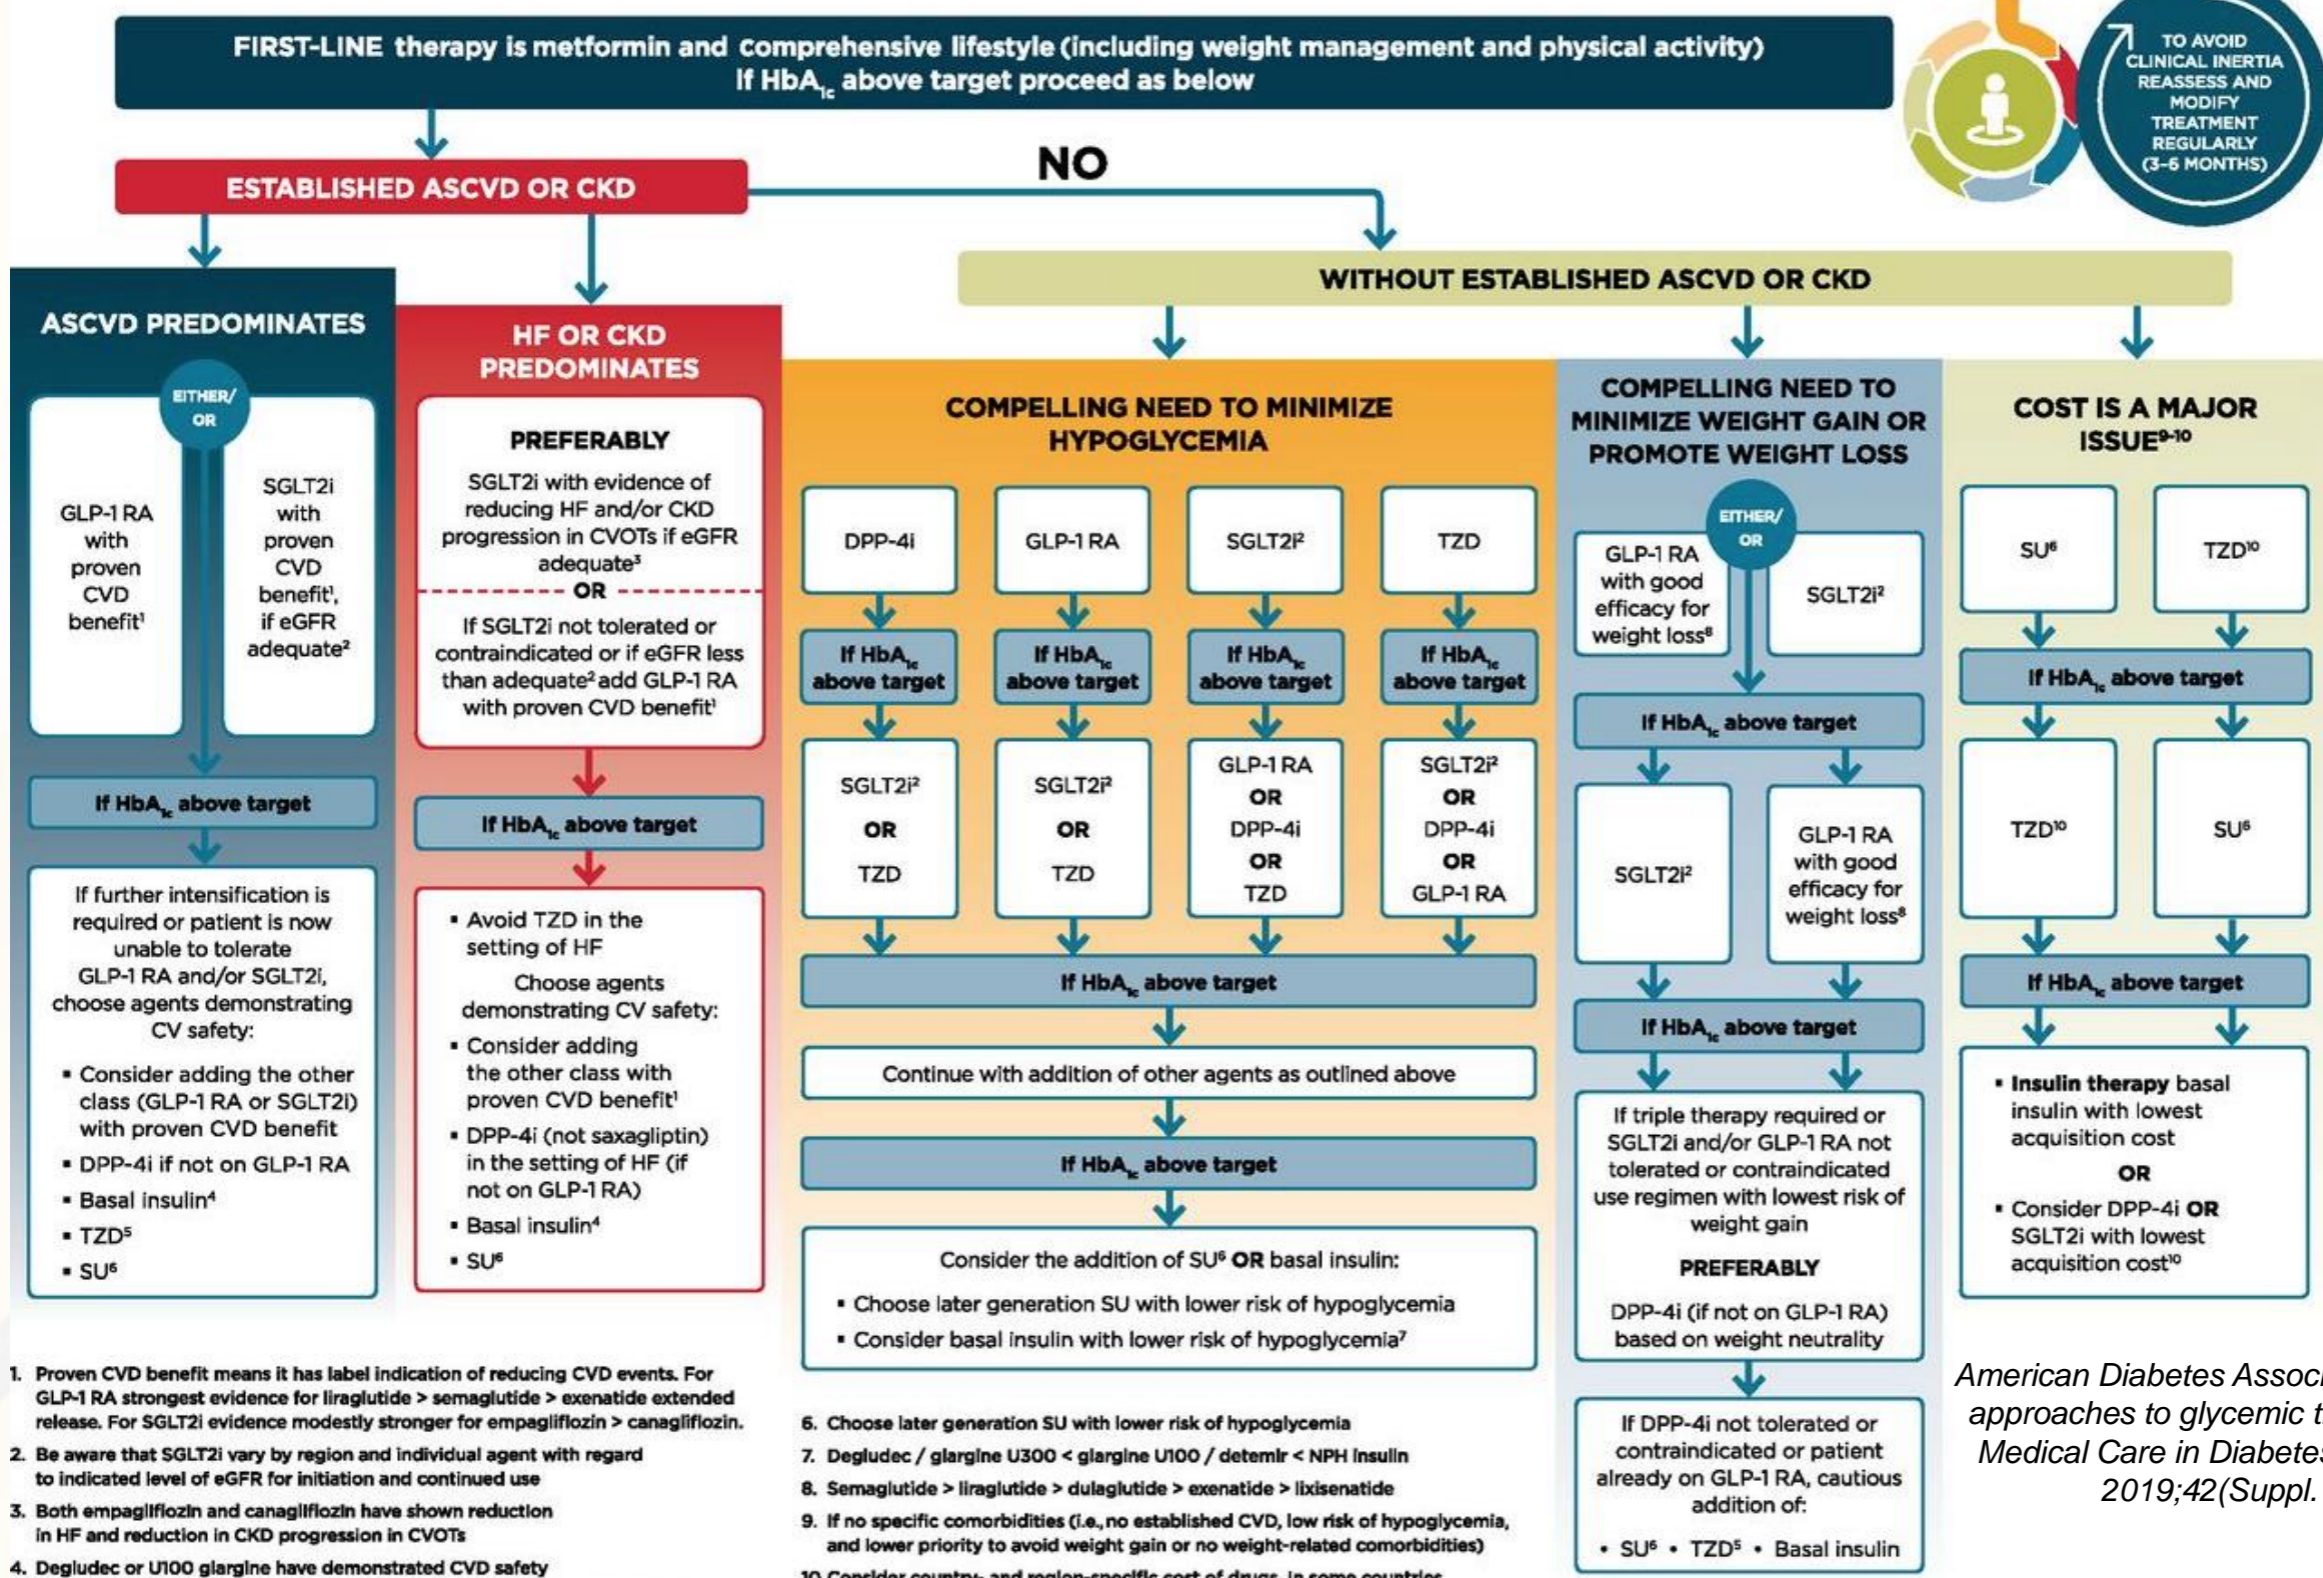 FIRST-LINE therapy is metformin and comprehensive lifestyle (including weight management and physical activity)
If HbA1c above target proceed as below
TO AVOID
CLINICAL INERTIA
REASSESS AND
MODIFY
TREATMENT
REGULARLY
(3-6 MONTHS)
ESTABLISHED ASCVD OR CKD
NO
WITHOUT ESTABLISHED ASCVD OR CKD
ASCVD PREDOMINATES
EITHER/
OR
GLP-1 RA
with
proven
CVD
benefit¹
SGLT2i
with
proven
CVD
benefit¹,
if eGFR
adequate²
If HbA1c above target
If further intensification is
required or patient is now
unable to tolerate
GLP-1 RA and/or SGLT2i,
choose agents demonstrating
CV safety:
▪ Consider adding the other
class (GLP-1 RA or SGLT2i)
with proven CVD benefit
▪ DPP-4i if not on GLP-1 RA
▪ Basal insulin⁴
▪ TZD⁵
▪ SU⁶
HF OR CKD
PREDOMINATES
PREFERABLY
SGLT2i with evidence of
reducing HF and/or CKD
progression in CVOTs if eGFR
adequate³
OR
If SGLT2i not tolerated or
contraindicated or if eGFR less
than adequate² add GLP-1 RA
with proven CVD benefit¹
If HbA1c above target
▪ Avoid TZD in the
setting of HF
Choose agents
demonstrating CV safety:
▪ Consider adding
the other class with
proven CVD benefit¹
▪ DPP-4i (not saxagliptin)
in the setting of HF (if
not on GLP-1 RA)
▪ Basal insulin⁴
▪ SU⁶
COMPELLING NEED TO MINIMIZE
HYPOGLYCEMIA
DPP-4i
GLP-1 RA
SGLT2i²
TZD
If HbA1c
above target
If HbA1c
above target
If HbA1c
above target
If HbA1c
above target
SGLT2i²
OR
TZD
SGLT2i²
OR
TZD
GLP-1 RA
OR
DPP-4i
OR
TZD
SGLT2i²
OR
DPP-4i
OR
GLP-1 RA
If HbA1c above target
Continue with addition of other agents as outlined above
If HbA1c above target
Consider the addition of SU⁶ OR basal insulin:
▪ Choose later generation SU with lower risk of hypoglycemia
▪ Consider basal insulin with lower risk of hypoglycemia⁷
COMPELLING NEED TO
MINIMIZE WEIGHT GAIN OR
PROMOTE WEIGHT LOSS
EITHER/
OR
GLP-1 RA
with good
efficacy for
weight loss⁸
SGLT2i²
If HbA1c above target
SGLT2i²
GLP-1 RA
with good
efficacy for
weight loss⁸
If HbA1c above target
If triple therapy required or
SGLT2i and/or GLP-1 RA not
tolerated or contraindicated
use regimen with lowest risk of
weight gain
PREFERABLY
DPP-4i (if not on GLP-1 RA)
based on weight neutrality
If DPP-4i not tolerated or
contraindicated or patient
already on GLP-1 RA, cautious
addition of:
• SU⁶ • TZD⁵ • Basal insulin
COST IS A MAJOR
ISSUE⁹⁻¹⁰
SU⁶
TZD¹⁰
If HbA1c above target
TZD¹⁰
SU⁶
If HbA1c above target
▪ Insulin therapy basal
insulin with lowest
acquisition cost
OR
▪ Consider DPP-4i OR
SGLT2i with lowest
acquisition cost¹⁰
1. Proven CVD benefit means it has label indication of reducing CVD events. For
GLP-1 RA strongest evidence for liraglutide > semaglutide > exenatide extended
release. For SGLT2i evidence modestly stronger for empagliflozin > canagliflozin.
2. Be aware that SGLT2i vary by region and individual agent with regard
to indicated level of eGFR for initiation and continued use
3. Both empagliflozin and canagliflozin have shown reduction
in HF and reduction in CKD progression in CVOTs
4. Degludec or U100 glargine have demonstrated CVD safety
6. Choose later generation SU with lower risk of hypoglycemia
7. Degludec / glargine U300 < glargine U100 / detemir < NPH insulin
8. Semaglutide > liraglutide > dulaglutide > exenatide > lixisenatide
9. If no specific comorbidities (i.e., no established CVD, low risk of hypoglycemia,
and lower priority to avoid weight gain or no weight-related comorbidities)
10. Consider country- and region-specific cost of drugs. In some countries
American Diabetes Assoc
approaches to glycemic
Medical Care in Diabetes
2019;42(Suppl.